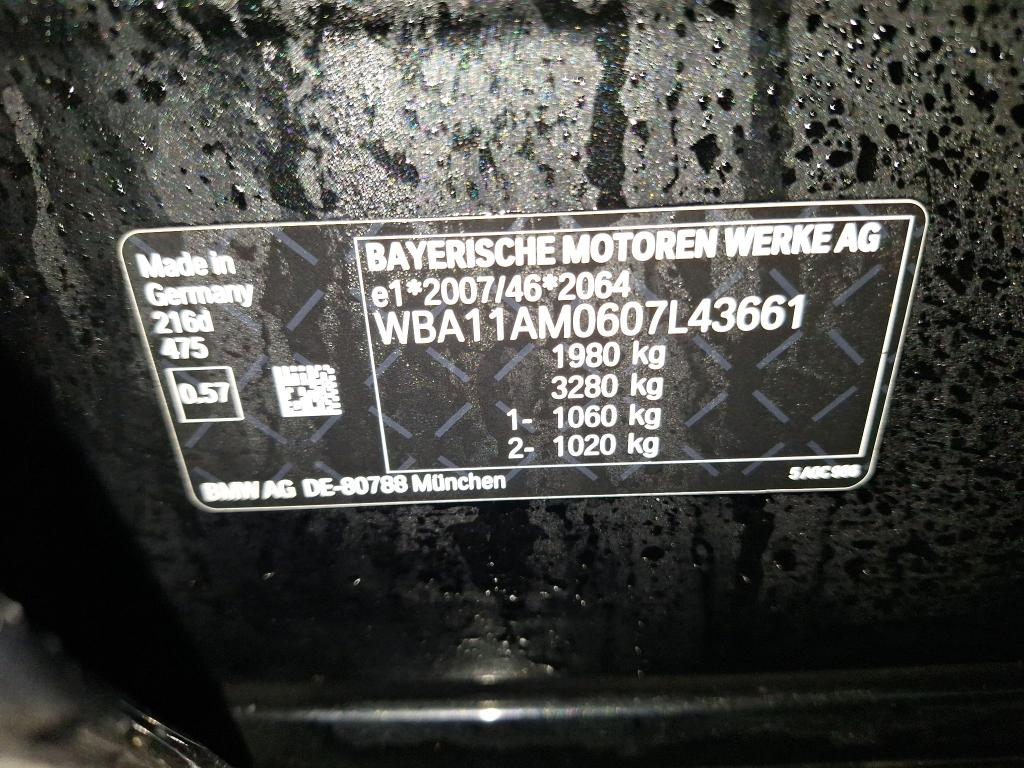 Made in
Germany
216d
475
0.57
BAYERISCHE MOTOREN WERKE AG
e1*2007/46*2064
WBA11AM0607L43661
1980 kg
3280 kg
1- 1060 kg
2- 1020 kg
BMW AG DE-80788 München